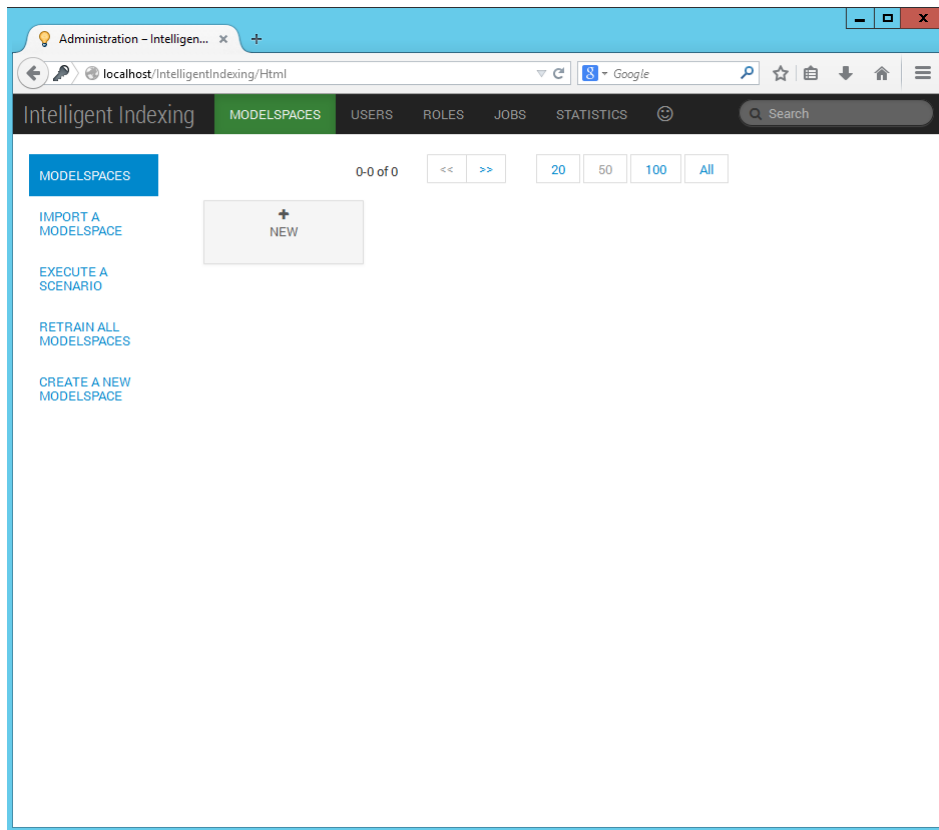 Administration – Intelligen...
localhost/IntelligentIndexing/Html
8
Google
Intelligent Indexing
MODELSPACES
USERS
ROLES
JOBS
STATISTICS
Search
MODELSPACES
0-0 of 0
<<
>>
20
50
100
All
IMPORT A
MODELSPACE
NEW
EXECUTE A
SCENARIO
RETRAIN ALL
MODELSPACES
CREATE A NEW
MODELSPACE